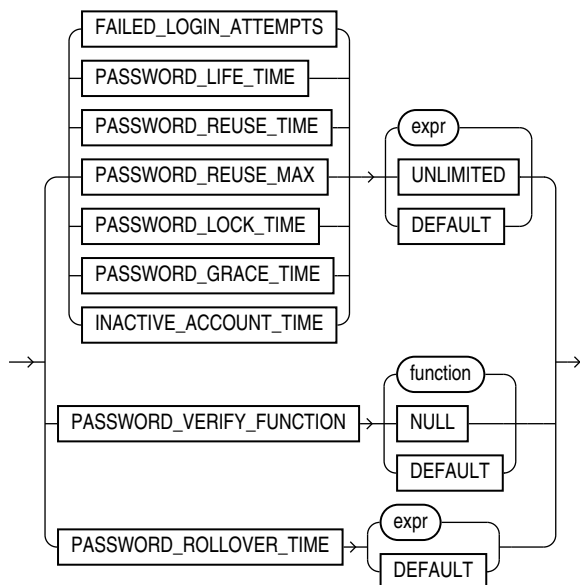 FAILED_LOGIN_ATTEMPTS
PASSWORD_LIFE_TIME
PASSWORD_REUSE_TIME
PASSWORD_REUSE_MAX
PASSWORD_LOCK_TIME
PASSWORD_GRACE_TIME
INACTIVE_ACCOUNT_TIME
expr
UNLIMITED
DEFAULT
PASSWORD_VERIFY_FUNCTION
function
NULL
DEFAULT
PASSWORD_ROLLOVER_TIME
expr
DEFAULT